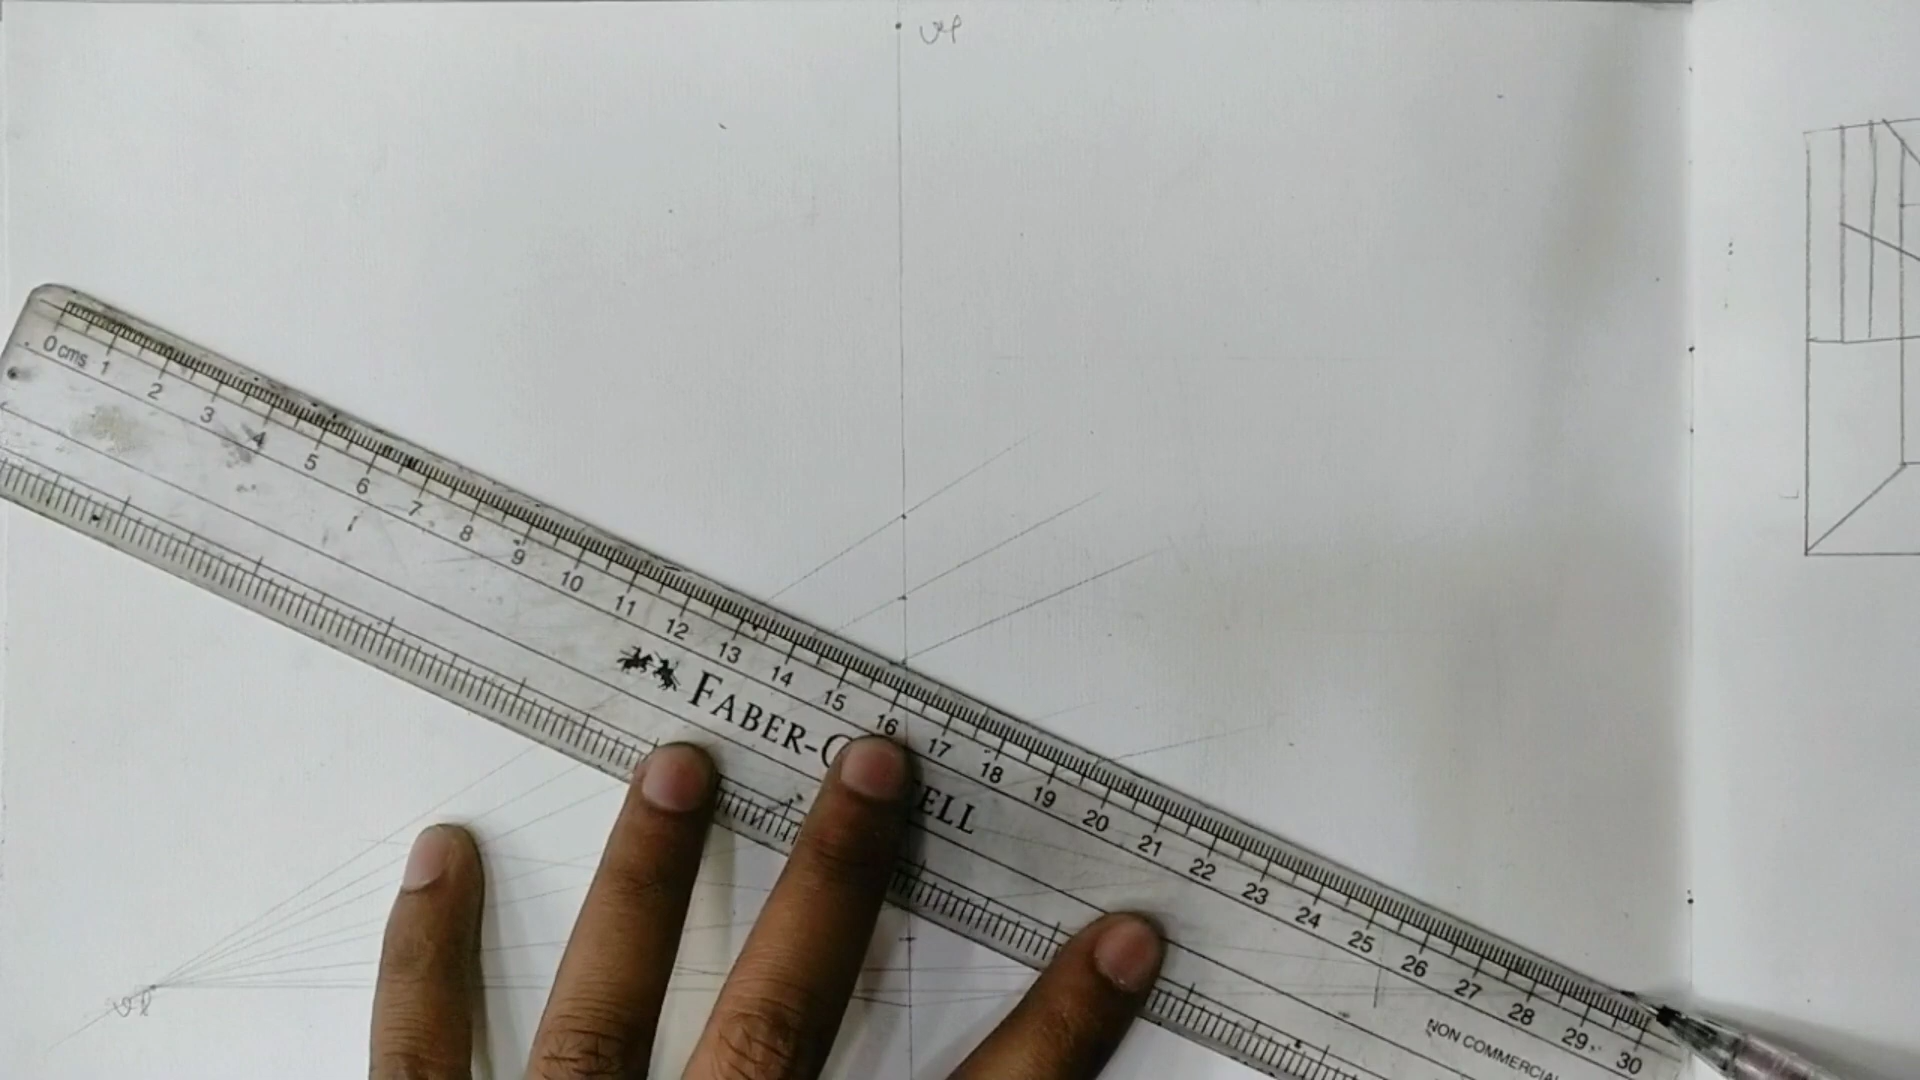 VP
0 cms 1 2 3 4 5 6 7 8 9 10 11 12 13 14 15 16 17 18 19 20 21 22 23 24 25 26 27 28 29 30
FABER-C ELL
VP
NON COMMERCIAL